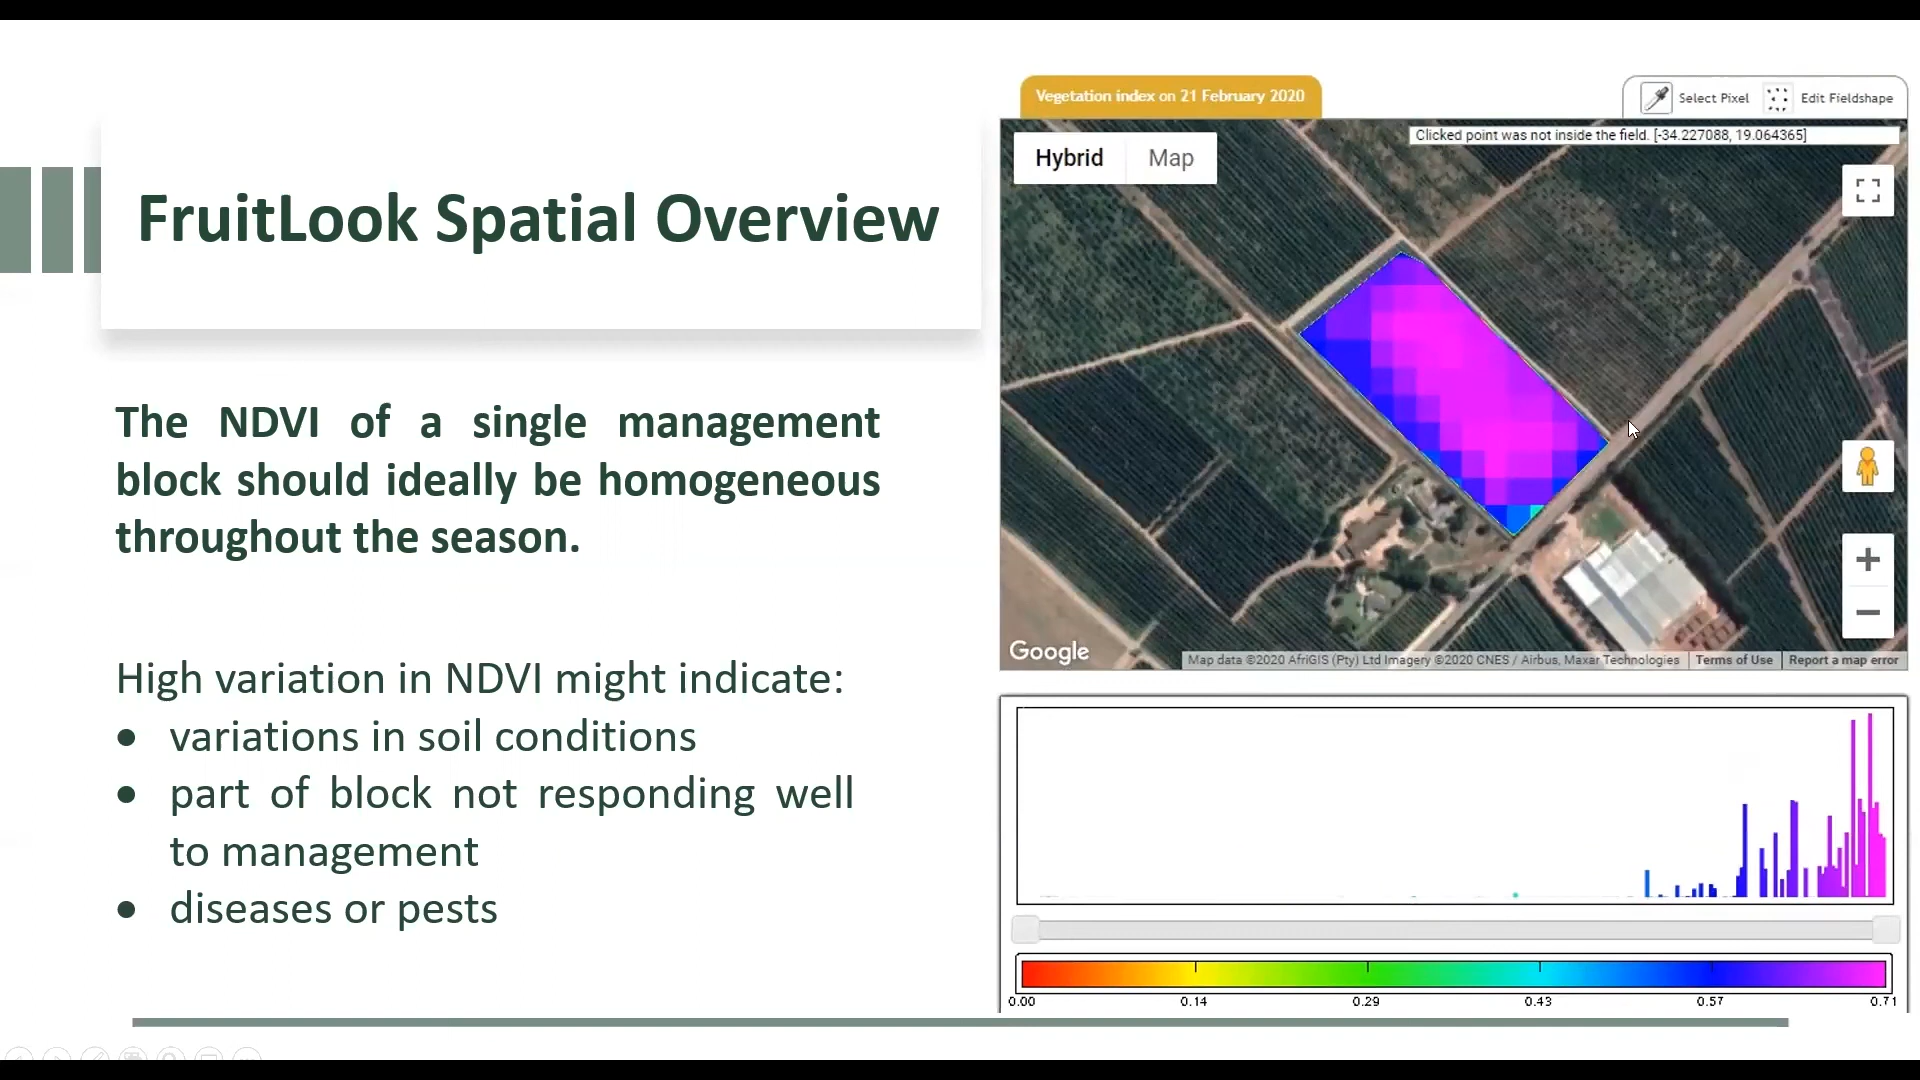 FruitLook Spatial Overview
The NDVI of a single management
block should ideally be homogeneous
throughout the season.
High variation in NDVI might indicate:
● variations in soil conditions
● part of block not responding well
to management
● diseases or pests
Vegetation index on 21 February 2020
Select Pixel
Edit Fieldshape
Clicked point was not inside the field. [-34.227088, 19.064365]
Hybrid
Map
Google
Map data ©2020 AfriGIS (Pty) Ltd Imagery ©2020 CNES / Airbus, Maxar Technologies
Terms of Use
Report a map error
0.00 0.14 0.29 0.43 0.57 0.71